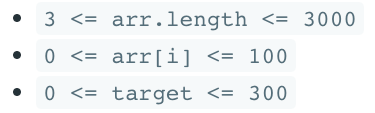 3 <= arr.length <= 3000
0 <= arr[i] <= 100
0 <= target <= 300